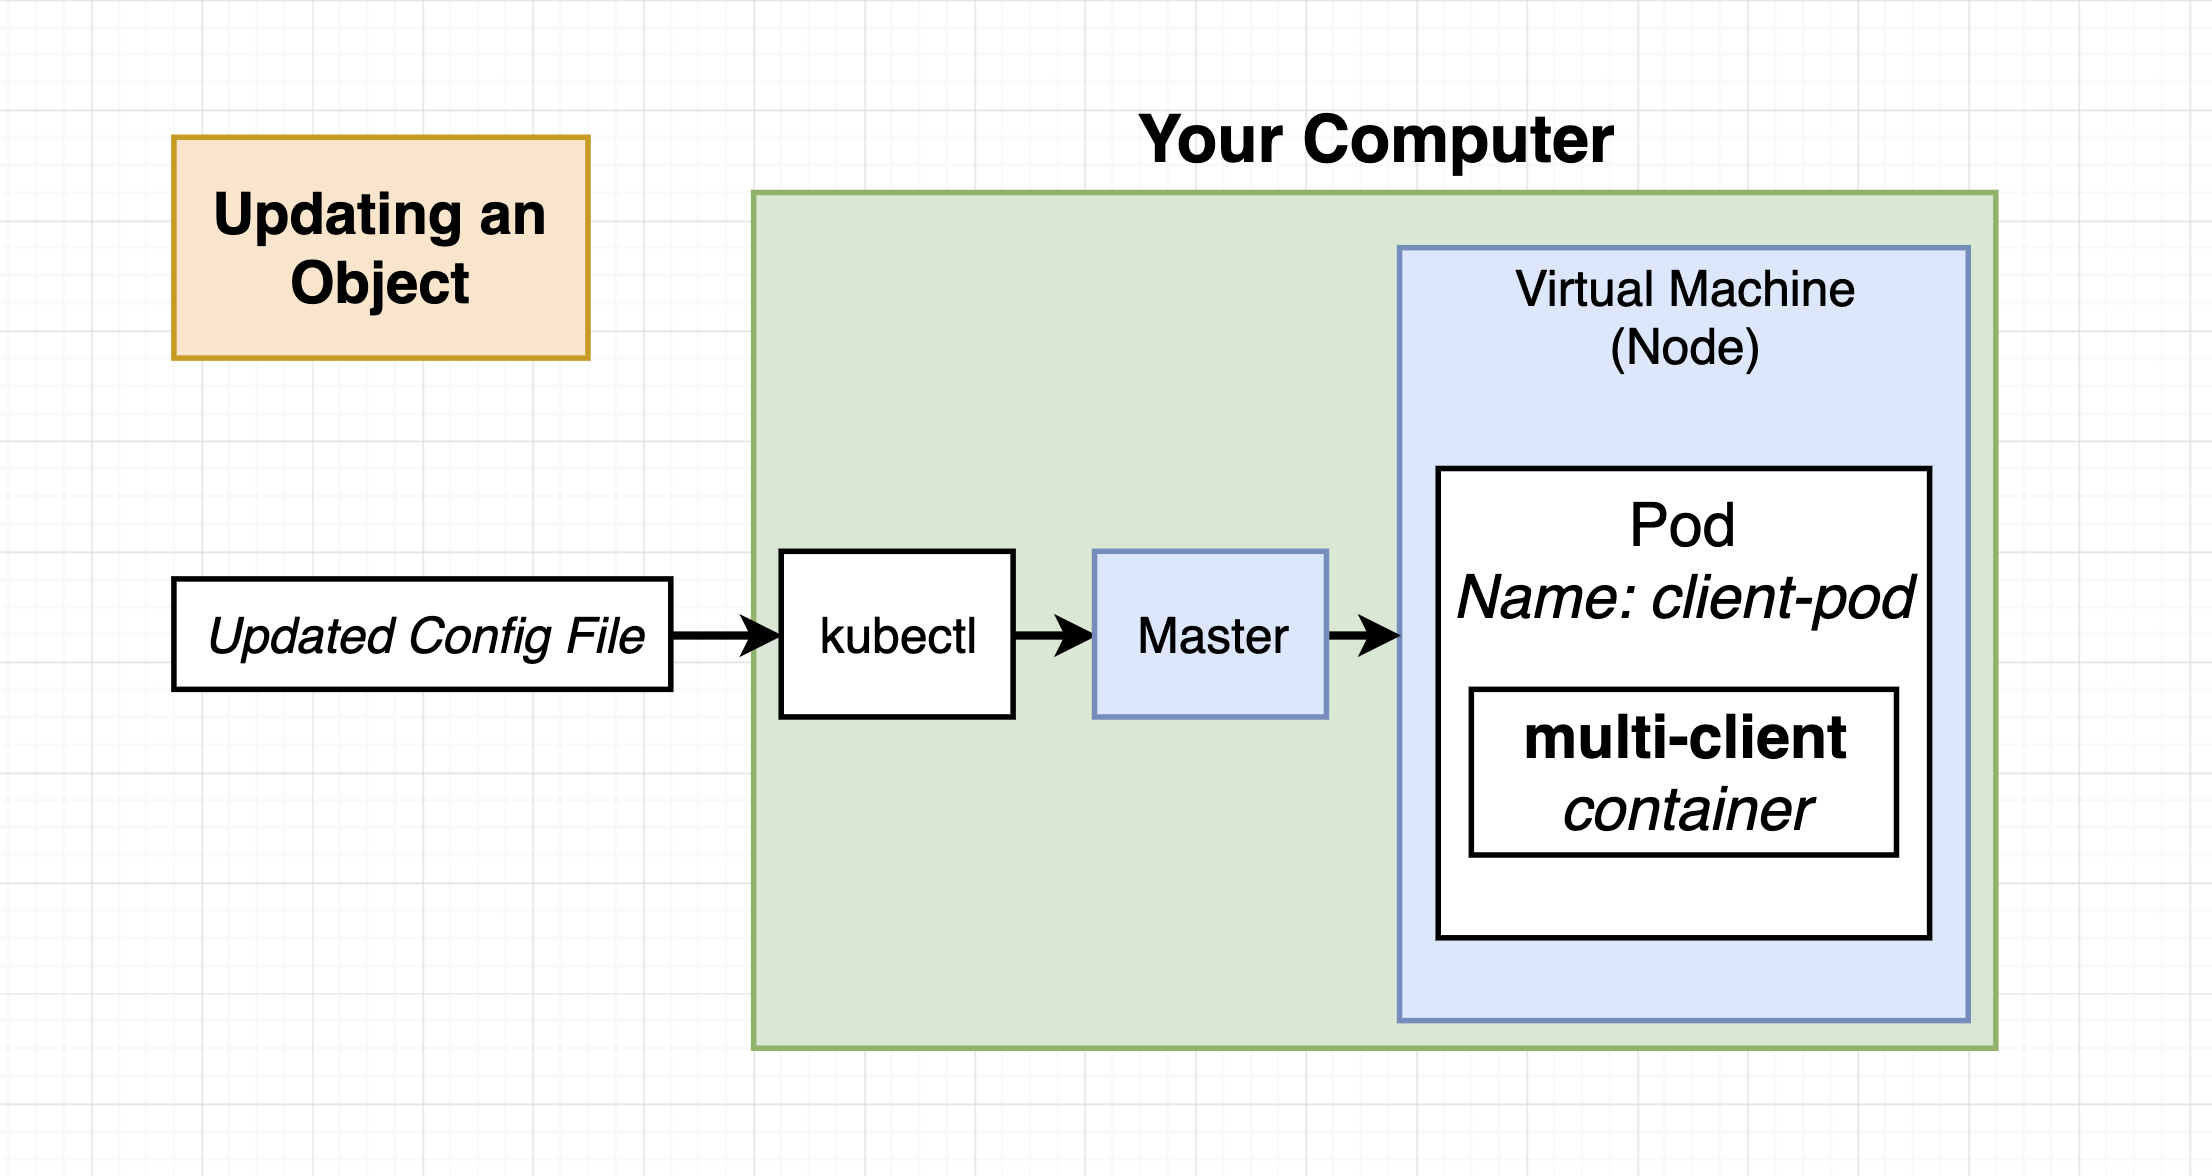 Updating an
Object
Your Computer
Virtual Machine
(Node)
Pod
Name: client-pod
Updated Config File
kubectl
Master
multi-client
container